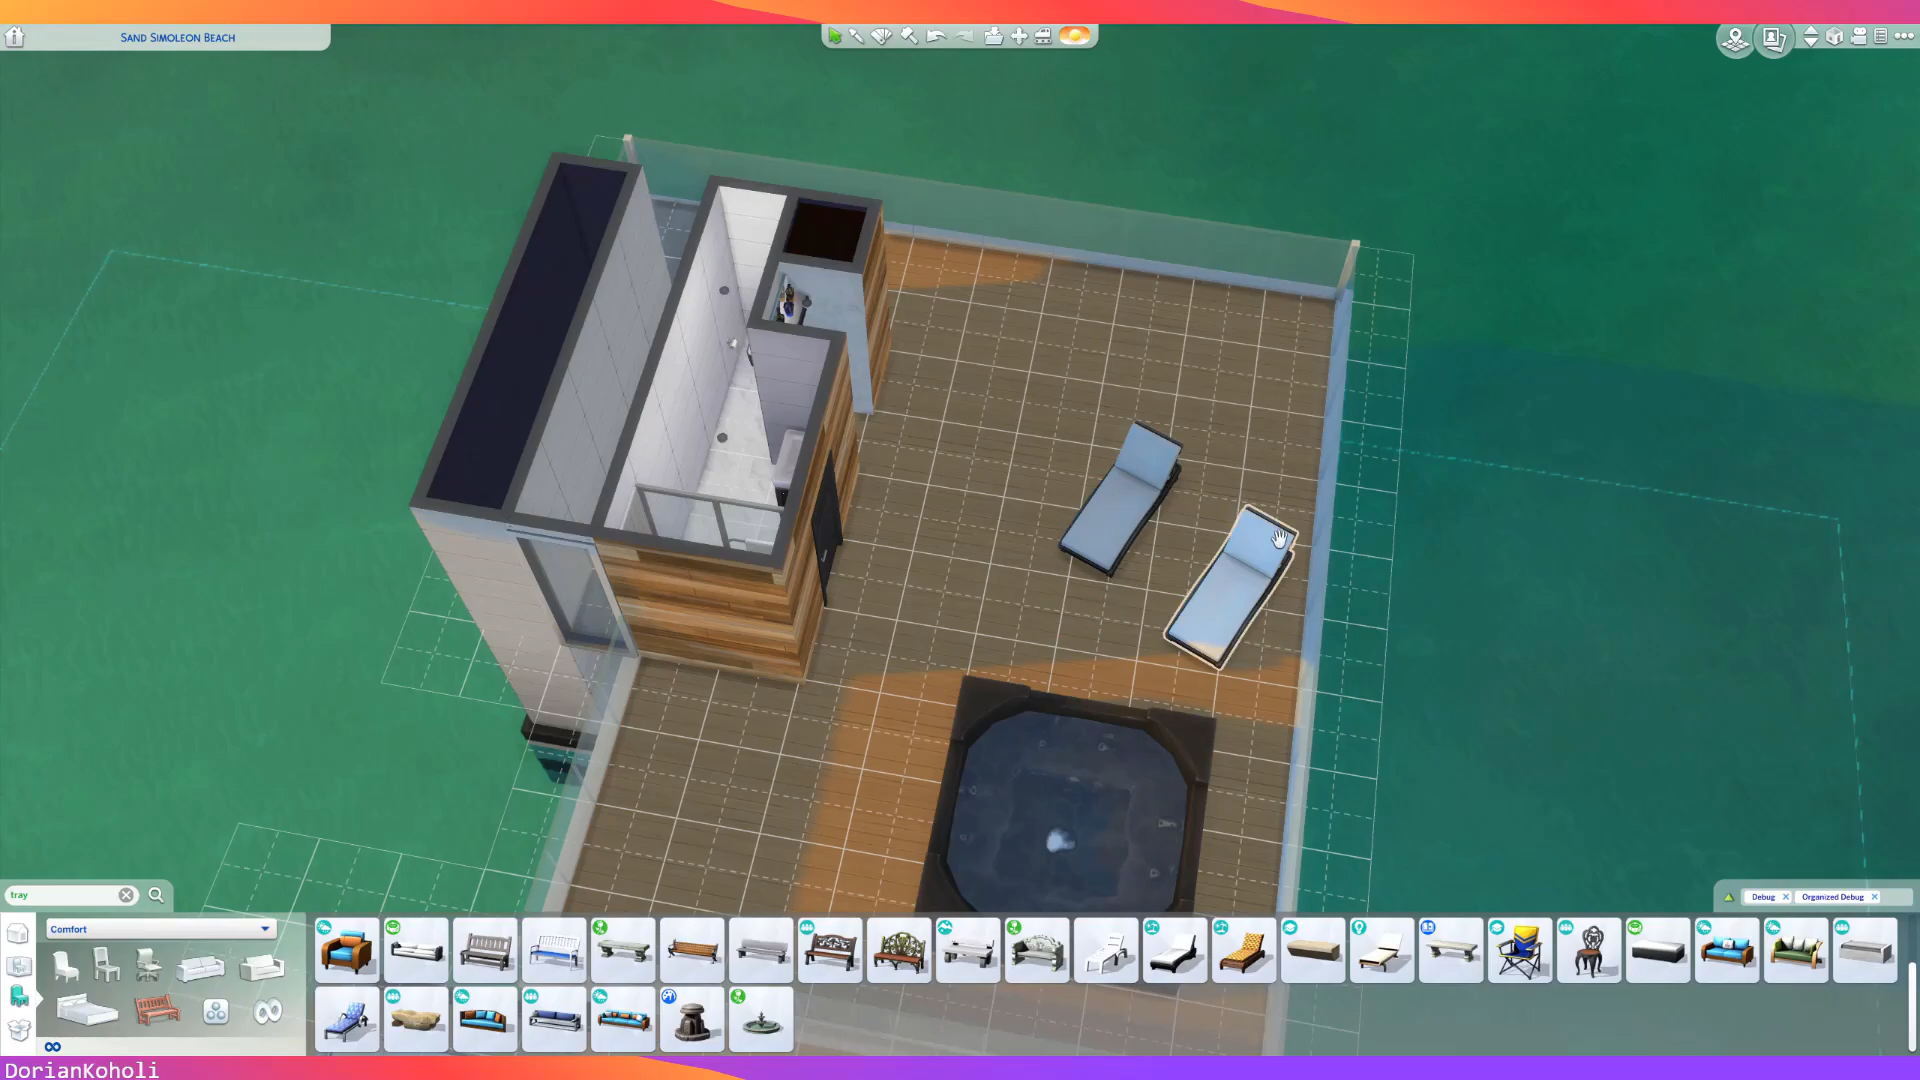 SAND SIMOLEON BEACH
tray
Debug
Organized Debug
Comfort
DorianKoholi